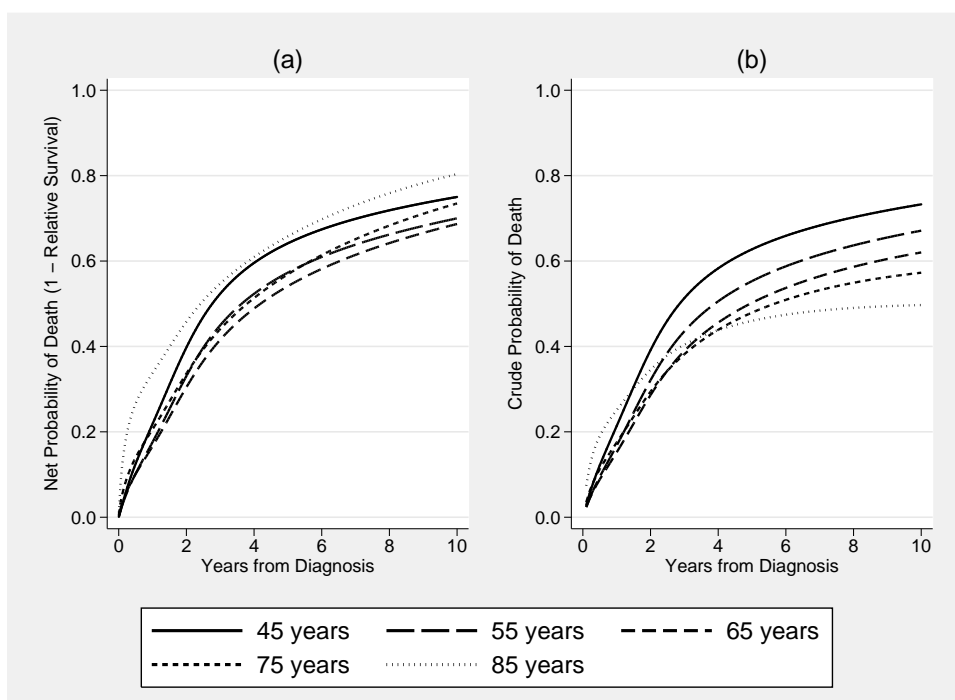 (a)
Net Probability of Death (1 − Relative Survival)
1.0
0.8
0.6
0.4
0.2
0.0
0 2 4 6 8 10
Years from Diagnosis
(b)
Crude Probability of Death
1.0
0.8
0.6
0.4
0.2
0.0
0 2 4 6 8 10
Years from Diagnosis
45 years 55 years 65 years
75 years 85 years